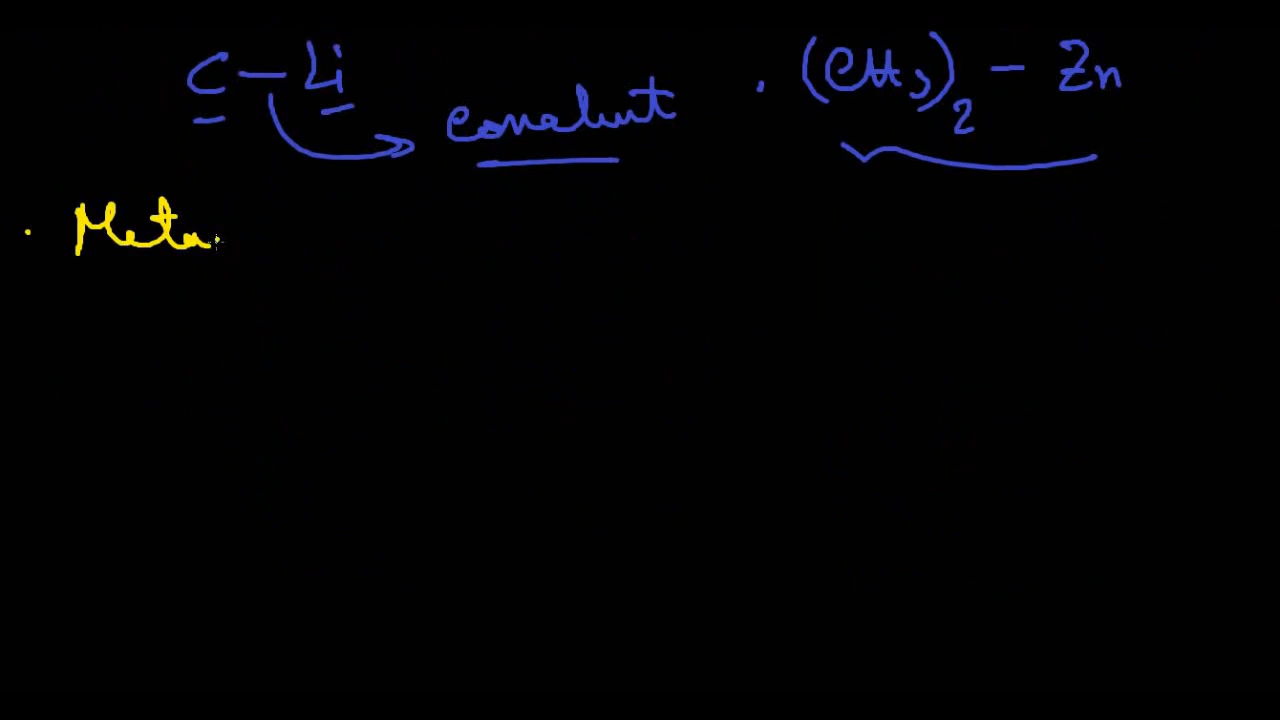 C – Li covalent · (CH3)2 – Zn
· Meta